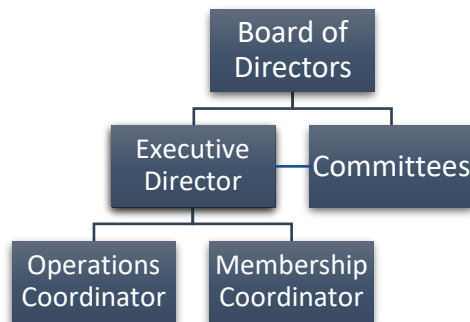 Board of
Directors
Executive
Director
Committees
Operations
Coordinator
Membership
Coordinator